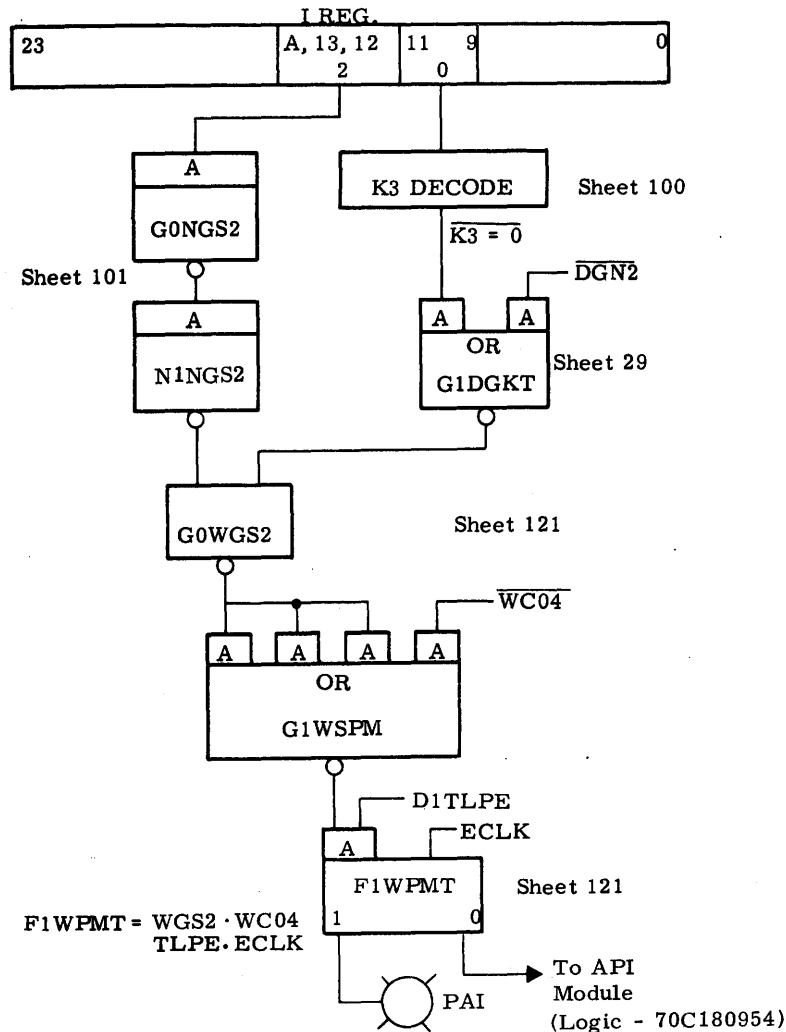 I REG.
23 A, 13, 12 11 9 0
2 0
A
K3 DECODE Sheet 100
G0NGS2
K3 = 0
DGN2
Sheet 101
A
A A
OR
N1NGS2
Sheet 29
G1DGKT
G0WGS2
Sheet 121
WC04
A A A A
OR
G1WSPM
D1TLPE
ECLK
A
F1WPMT
Sheet 121
1 0
F1WPMT = WGS2 · WC04
TLPE. ECLK
PAI
To API
Module
(Logic - 70C180954)